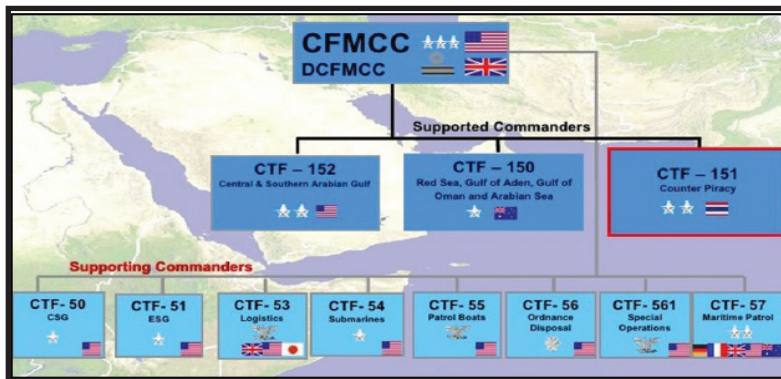 CFMCC
DCFMCC
Supported Commanders
CTF – 152
Central & Southern Arabian Gulf
CTF – 150
Red Sea, Gulf of Aden, Gulf of
Oman and Arabian Sea
CTF – 151
Counter Piracy
Supporting Commanders
CTF- 50
CSG
CTF- 51
ESG
CTF- 53
Logistics
CTF- 54
Submarines
CTF- 55
Patrol Boats
CTF- 56
Ordnance
Disposal
CTF- 561
Special
Operations
CTF- 57
Maritime Patrol